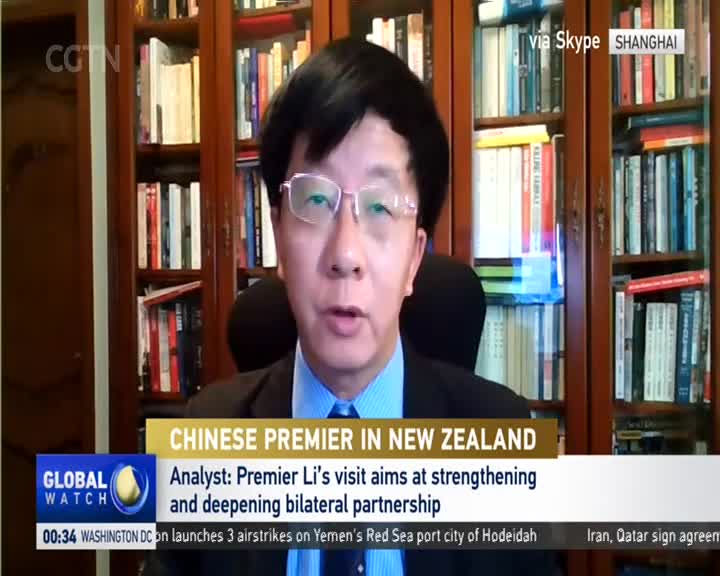 CGTN
via Skype
SHANGHAI
CHINESE PREMIER IN NEW ZEALAND
GLOBAL
WATCH
Analyst: Premier Li's visit aims at strengthening
and deepening bilateral partnership
00:34 WASHINGTON DC on launches 3 airstrikes on Yemen's Red Sea port city of Hodeidah Iran, Qatar sign agreem